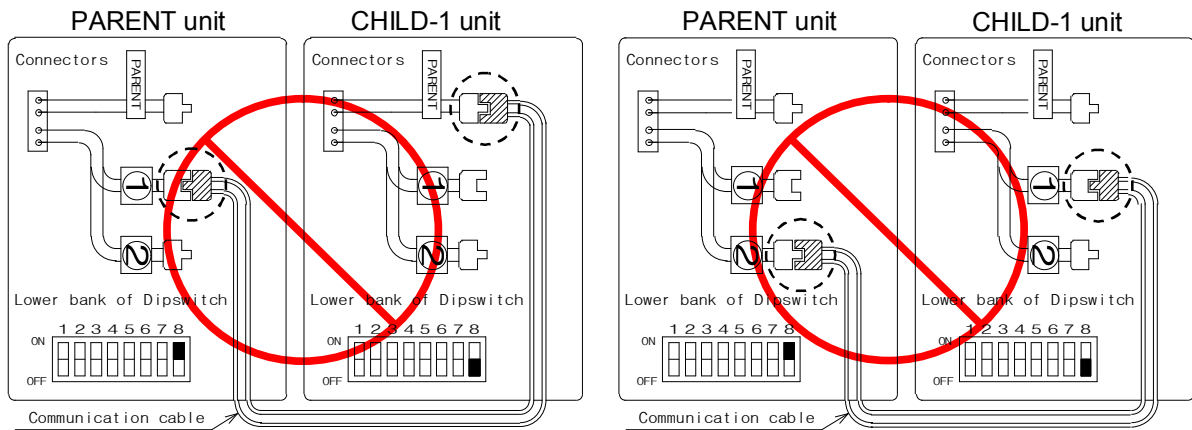 PARENT unit
CHILD-1 unit
Connectors
PARENT
1
2
Lower bank of Dipswitch
1 2 3 4 5 6 7 8
ON
OFF
Connectors
PARENT
1
2
Lower bank of Dipswitch
1 2 3 4 5 6 7 8
ON
OFF
Communication cable
PARENT unit
CHILD-1 unit
Connectors
PARENT
1
2
Lower bank of Dipswitch
1 2 3 4 5 6 7 8
ON
OFF
Connectors
PARENT
1
2
Lower bank of Dipswitch
1 2 3 4 5 6 7 8
ON
OFF
Communication cable